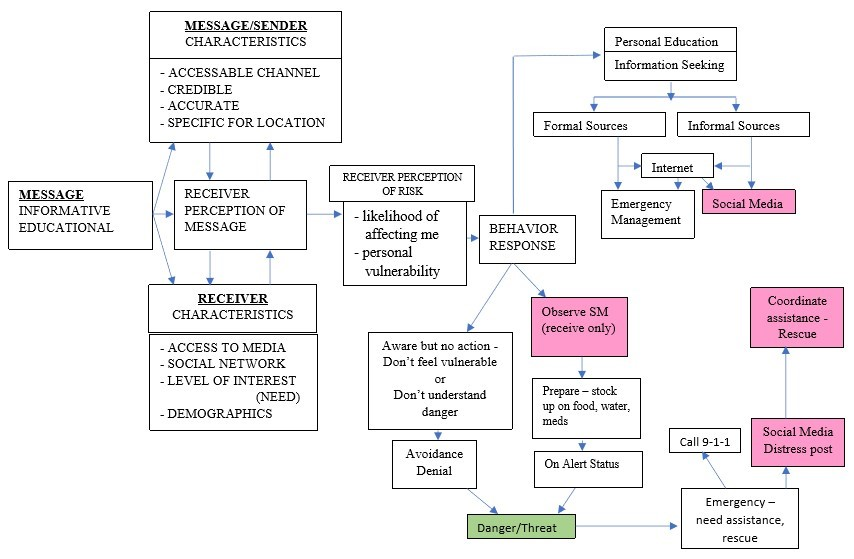 MESSAGE/SENDER
CHARACTERISTICS
- ACCESSABLE CHANNEL
- CREDIBLE
- ACCURATE
- SPECIFIC FOR LOCATION
MESSAGE
INFORMATIVE
EDUCATIONAL
RECEIVER
PERCEPTION OF
MESSAGE
RECEIVER
CHARACTERISTICS
- ACCESS TO MEDIA
- SOCIAL NETWORK
- LEVEL OF INTEREST
(NEED)
- DEMOGRAPHICS
RECEIVER PERCEPTION
OF RISK
- likelihood of
affecting me
- personal
vulnerability
BEHAVIOR
RESPONSE
Personal Education
Information Seeking
Formal Sources
Informal Sources
Internet
Emergency
Management
Social Media
Aware but no action -
Don’t feel vulnerable
or
Don’t understand
danger
Avoidance
Denial
Observe SM
(receive only)
Prepare – stock
up on food, water,
meds
On Alert Status
Danger/Threat
Emergency –
need assistance,
rescue
Call 9-1-1
Social Media
Distress post
Coordinate
assistance -
Rescue